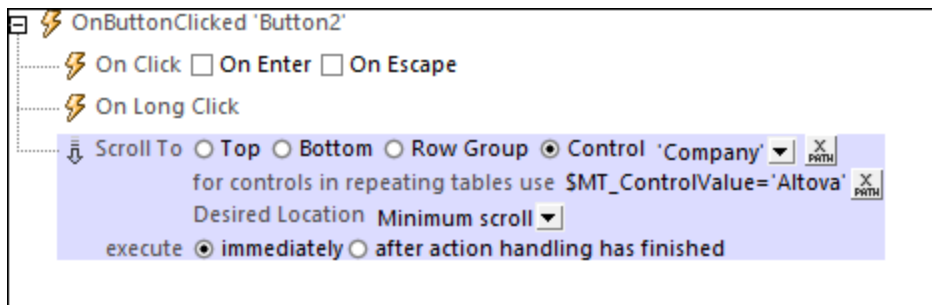 OnButtonClicked 'Button2'
On Click On Enter On Escape
On Long Click
Scroll To Top Bottom Row Group Control 'Company' X PATH
for controls in repeating tables use $MT_ControlValue='Altova' X PATH
Desired Location Minimum scroll
execute immediately after action handling has finished